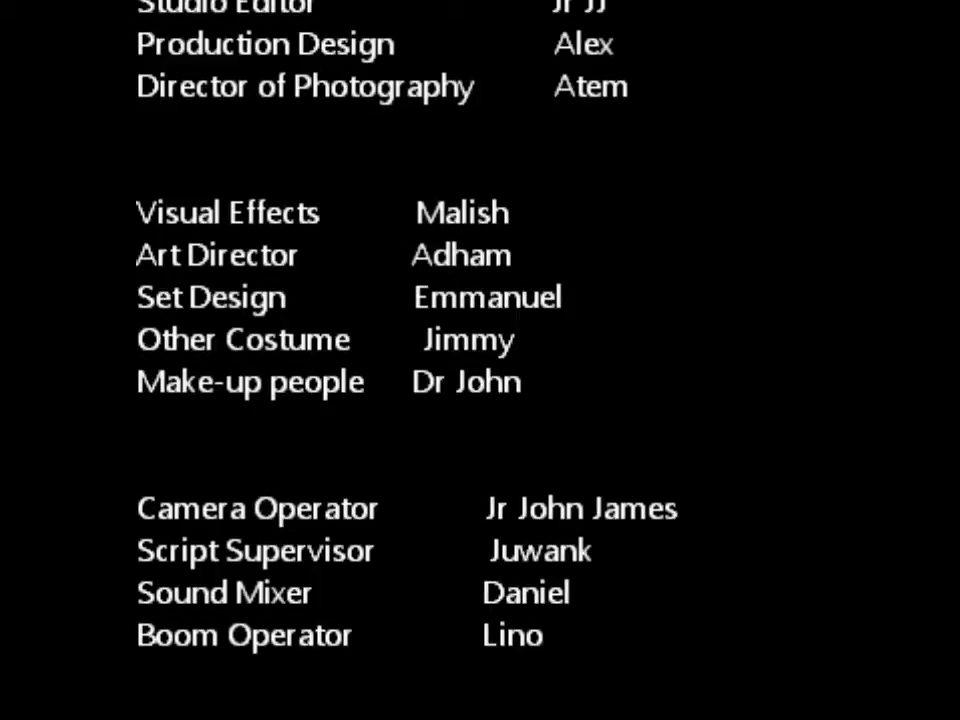 Studio Editor Jr JJ
Production Design Alex
Director of Photography Atem
Visual Effects Malish
Art Director Adham
Set Design Emmanuel
Other Costume Jimmy
Make-up people Dr John
Camera Operator Jr John James
Script Supervisor Juwank
Sound Mixer Daniel
Boom Operator Lino